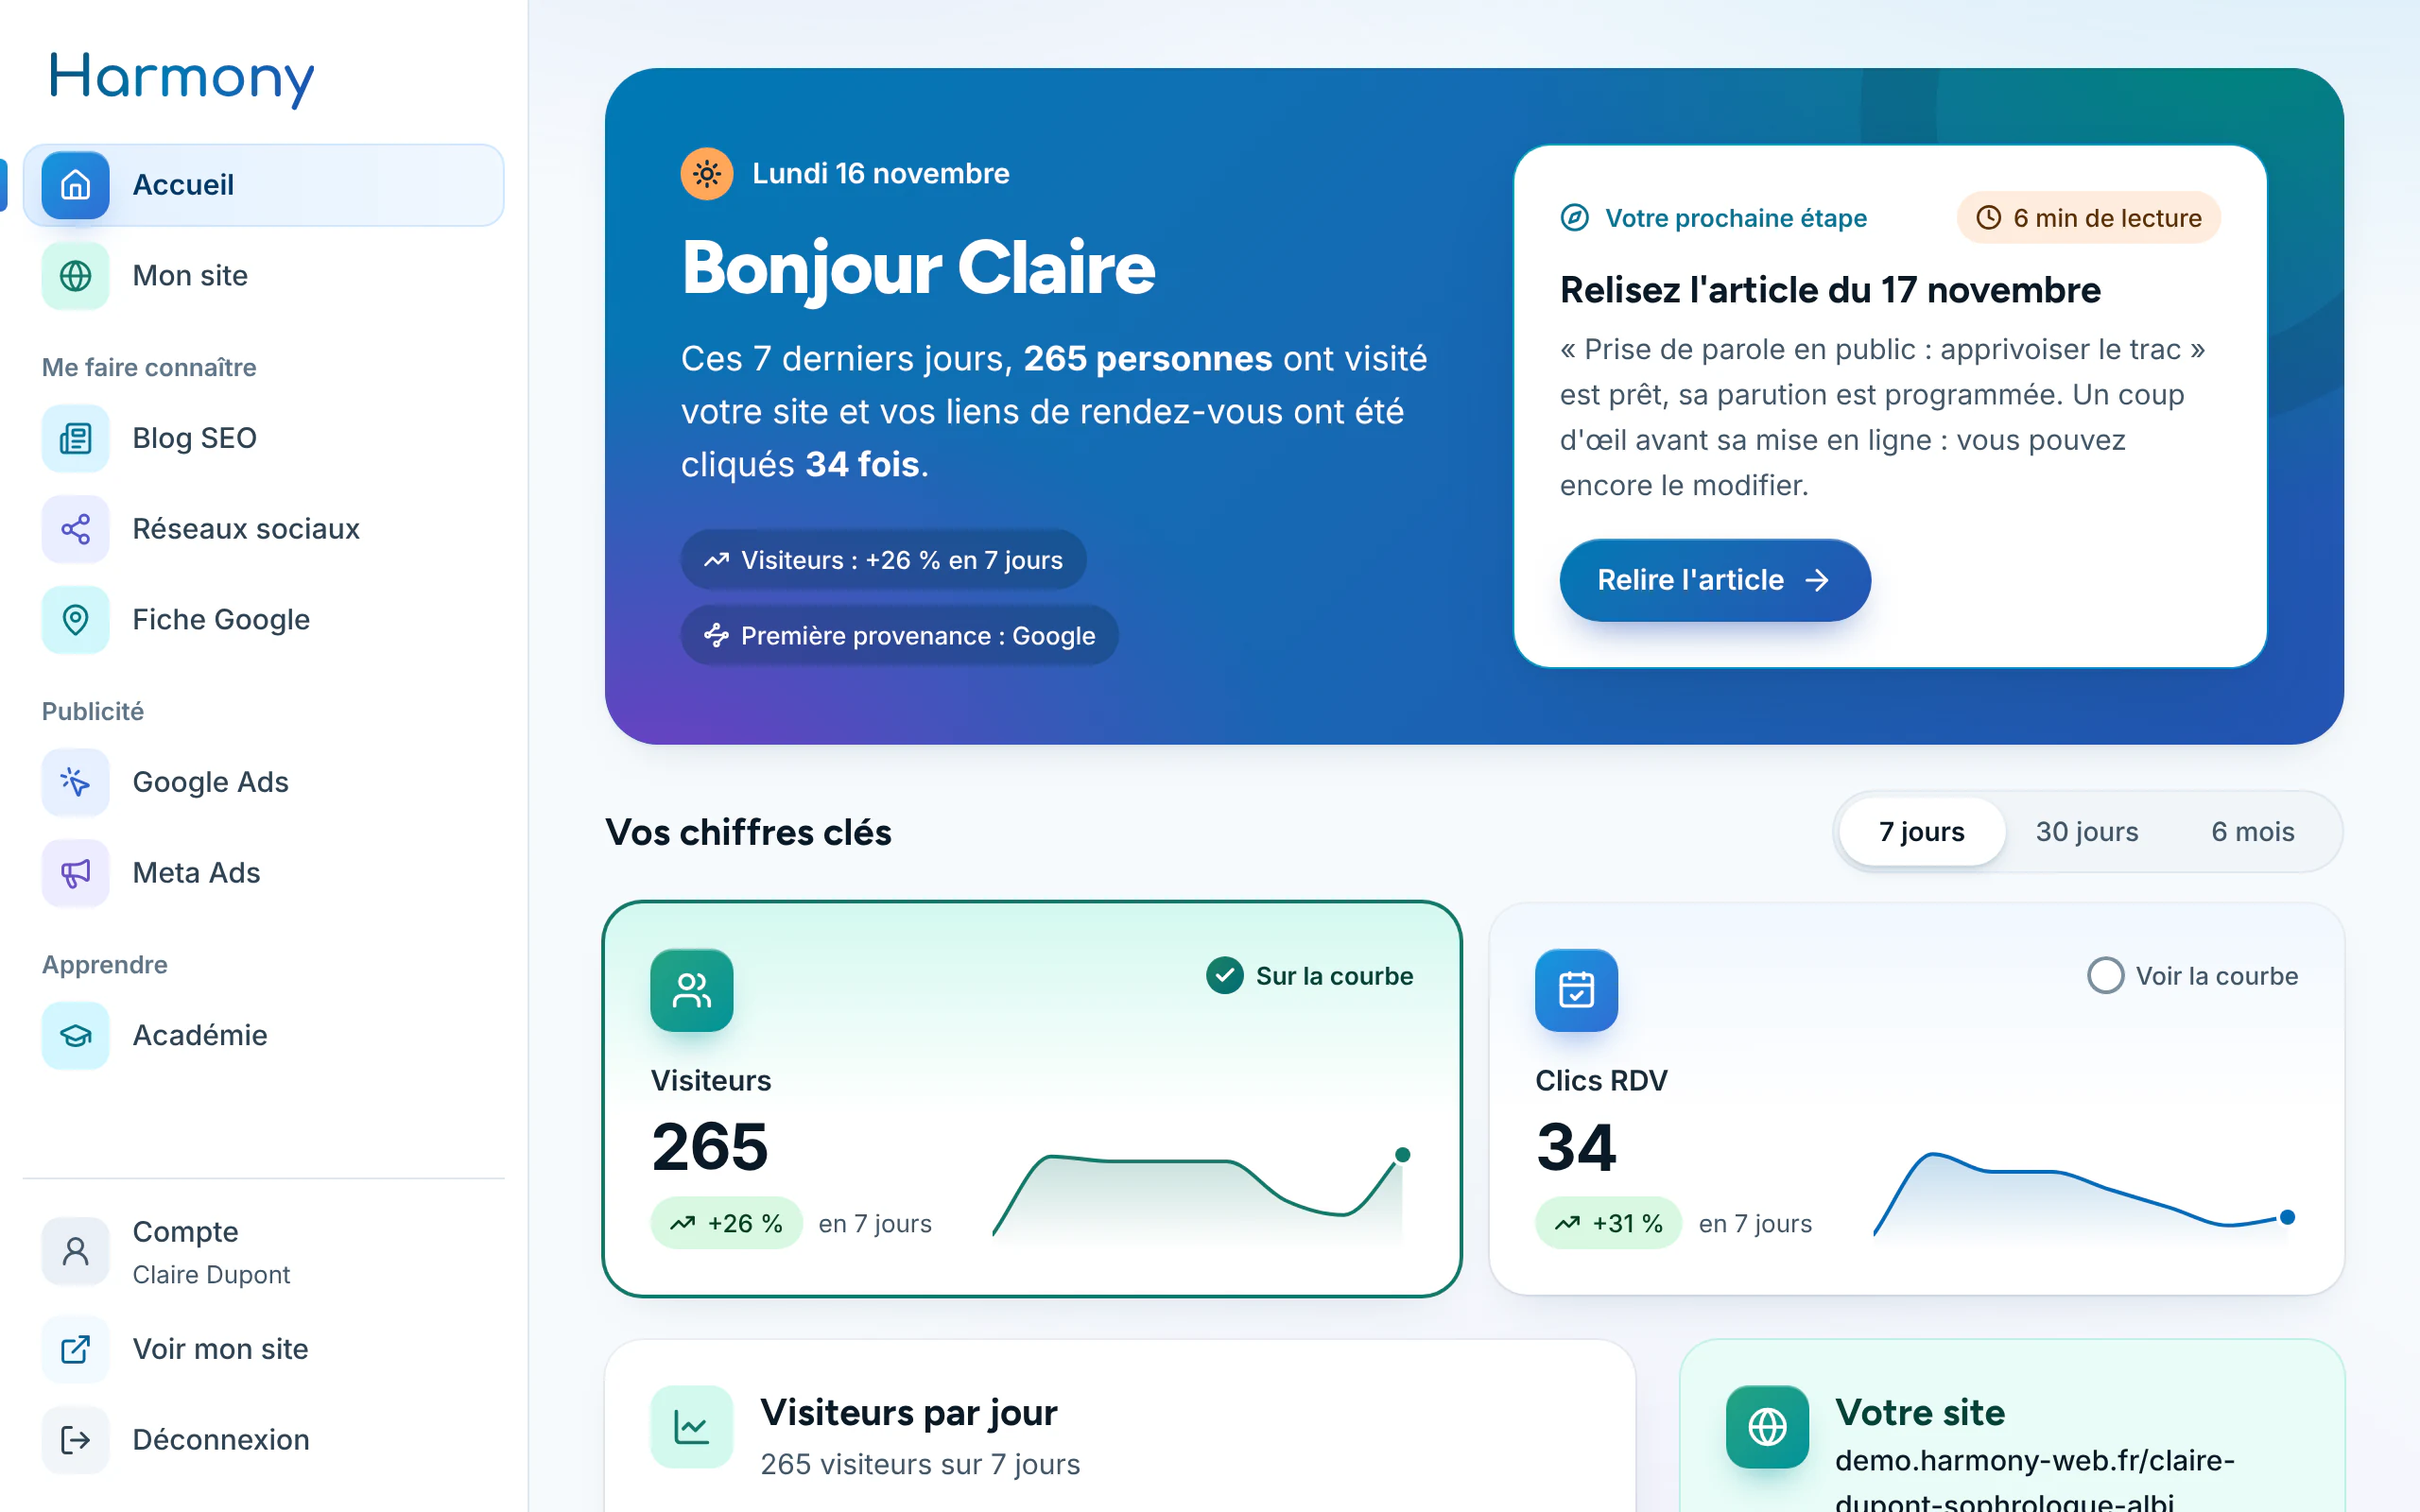 Harmony
Accueil
Mon site
Me faire connaître
Blog SEO
Réseaux sociaux
Fiche Google
Publicité
Google Ads
Meta Ads
Apprendre
Académie
Compte
Claire Dupont
Voir mon site
Déconnexion
Lundi 16 novembre
Bonjour Claire
Ces 7 derniers jours, 265 personnes ont visité
votre site et vos liens de rendez-vous ont été
cliqués 34 fois.
Visiteurs : +26 % en 7 jours
Première provenance : Google
Votre prochaine étape
6 min de lecture
Relisez l'article du 17 novembre
« Prise de parole en public : apprivoiser le trac »
est prêt, sa parution est programmée. Un coup
d'œil avant sa mise en ligne : vous pouvez
encore le modifier.
Relire l'article
Vos chiffres clés
7 jours
30 jours
6 mois
Sur la courbe
Visiteurs
265
+26 %
en 7 jours
Voir la courbe
Clics RDV
34
+31 %
en 7 jours
Visiteurs par jour
265 visiteurs sur 7 jours
Votre site
demo.harmony-web.fr/claire-
dupont-sophrologue-albi